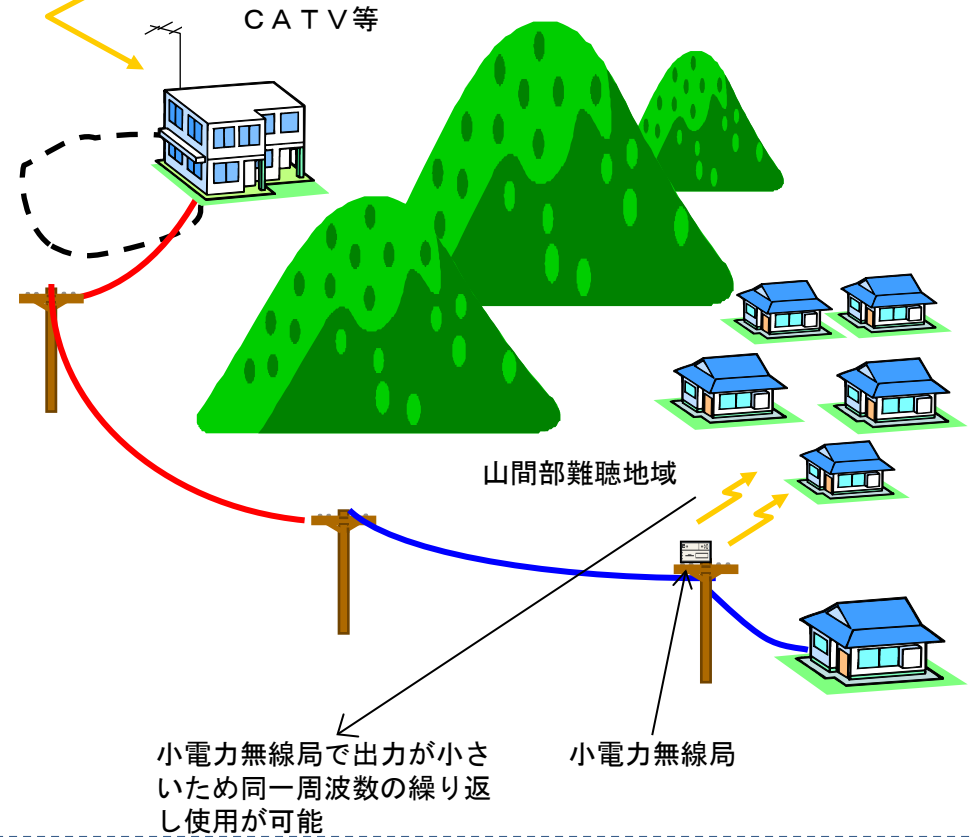 ＣＡＴＶ等
山間部難聴地域
小電力無線局で出力が小さ
いため同一周波数の繰り返
し使用が可能
小電力無線局